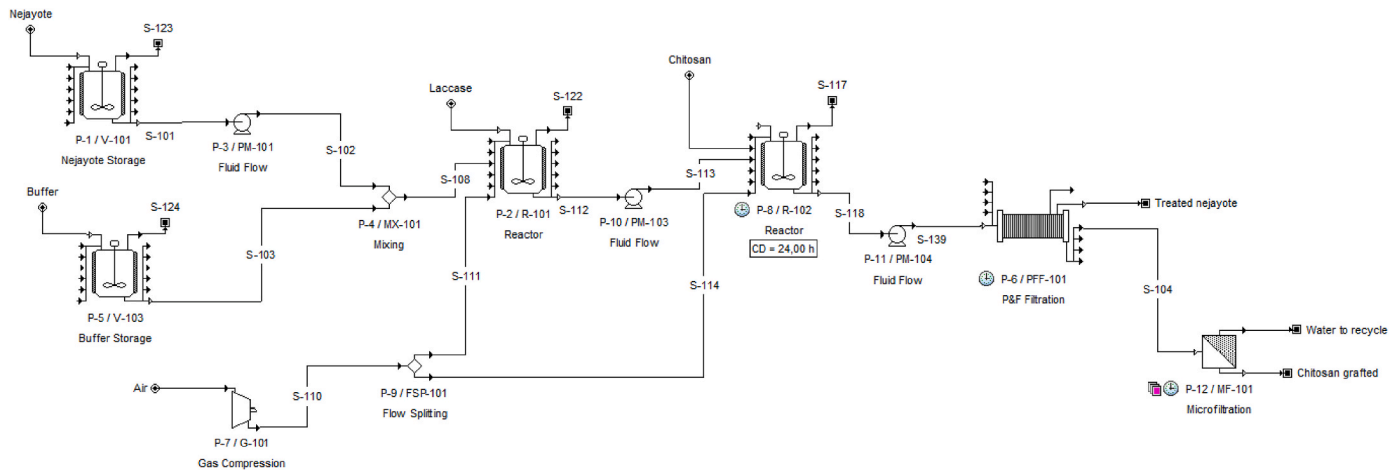 Nejayote
S-123
P-1 / V-101
Nejayote Storage
S-101
P-3 / PM-101
Fluid Flow
S-102
Buffer
S-124
P-5 / V-103
Buffer Storage
S-103
P-4 / MX-101
Mixing
S-108
Laccase
S-122
P-2 / R-101
Reactor
S-112
S-111
Air
P-7 / G-101
Gas Compression
S-110
P-9 / FSP-101
Flow Splitting
P-10 / PM-103
Fluid Flow
S-113
S-114
Chitosan
S-117
P-8 / R-102
Reactor
CD = 24,00 h
S-118
P-11 / PM-104
Fluid Flow
S-139
P-6 / PFF-101
P&F Filtration
Treated nejayote
S-104
P-12 / MF-101
Microfiltration
Water to recycle
Chitosan grafted